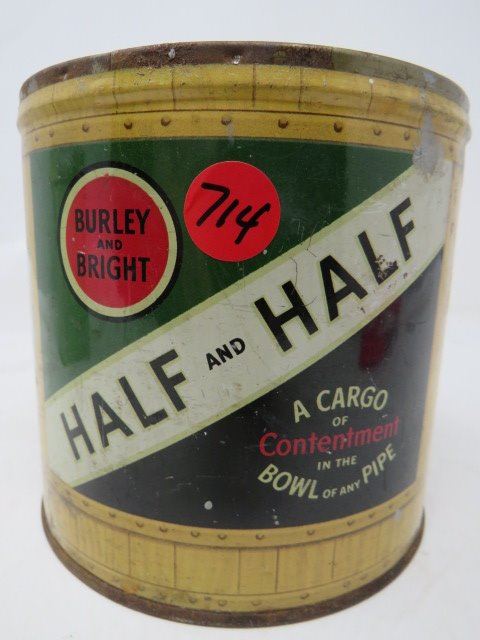 BURLEY
AND
BRIGHT
714
HALF AND HALF
A CARGO
OF
Contentment
IN THE
BOWL OF ANY PIPE